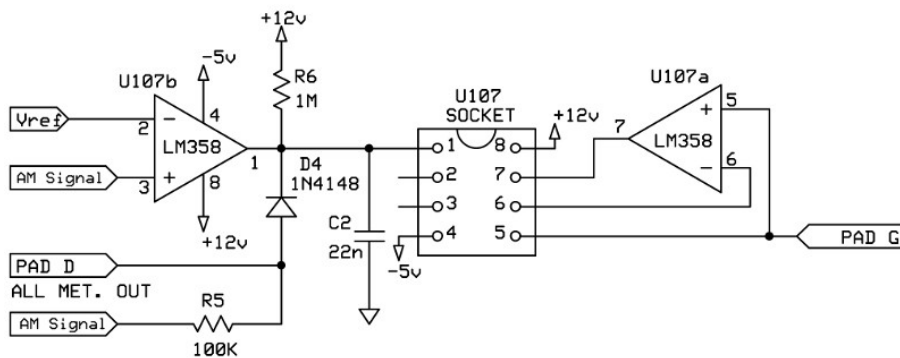 +12v
-5v
R6
1M
U107b
Vref
2
−
4
LM358
1
AM Signal
3
+
8
+12v
D4
1N4148
C2
22n
PAD D
ALL MET. OUT
AM Signal
R5
100K
U107
SOCKET
+12v
1
8
2
7
3
6
4
5
-5v
U107a
7
LM358
+
5
−
6
PAD G